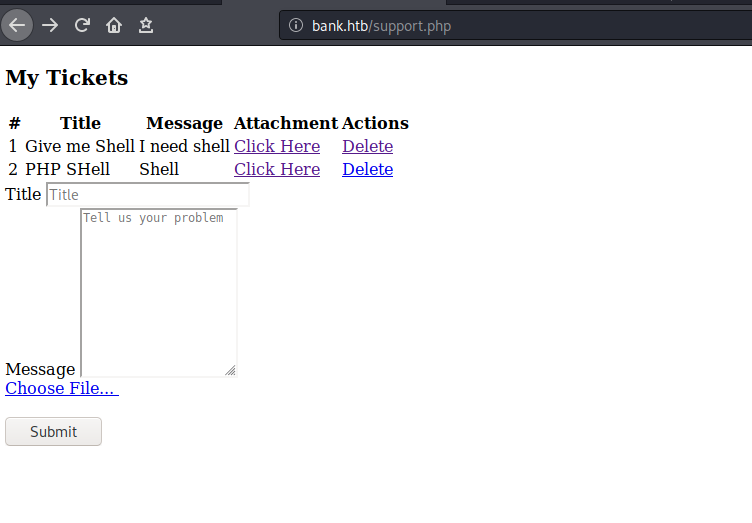 bank.htb/support.php
My Tickets
# Title Message Attachment Actions
1 Give me Shell I need shell Click Here Delete
2 PHP SHell Shell Click Here Delete
Title Title
Tell us your problem
Message
Choose File...
Submit